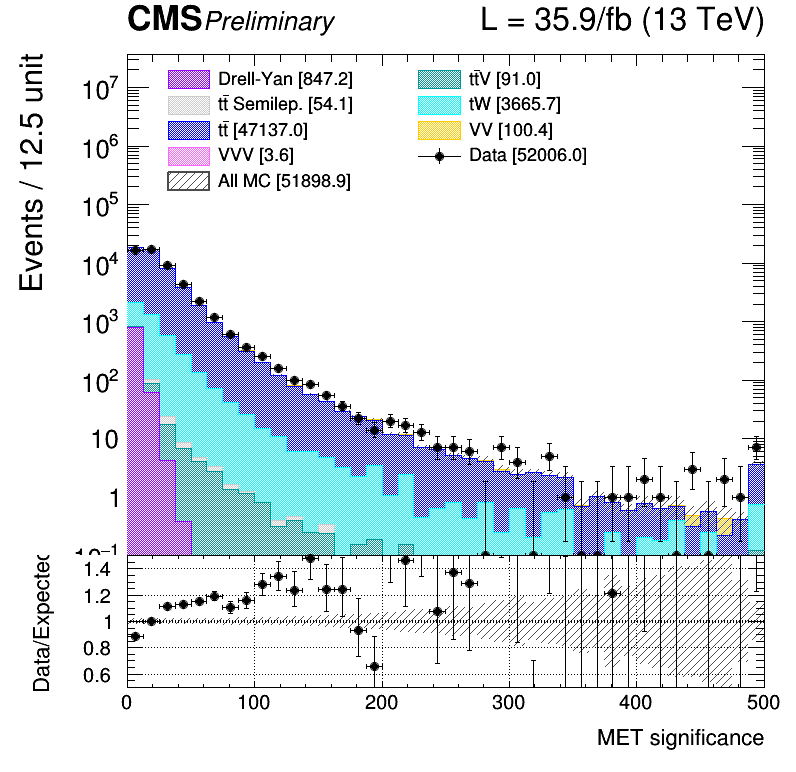 CMS Preliminary L = 35.9/fb (13 TeV)
Drell-Yan [847.2]
tt̄ Semilep. [54.1]
tt̄ [47137.0]
VVV [3.6]
All MC [51898.9]
tt̄V [91.0]
tW [3665.7]
VV [100.4]
Data [52006.0]
Events / 12.5 unit
10⁷
10⁶
10⁵
10⁴
10³
10²
10
1
10⁻¹
Data/Expected
1.4
1.2
1
0.8
0.6
0 100 200 300 400 500
MET significance